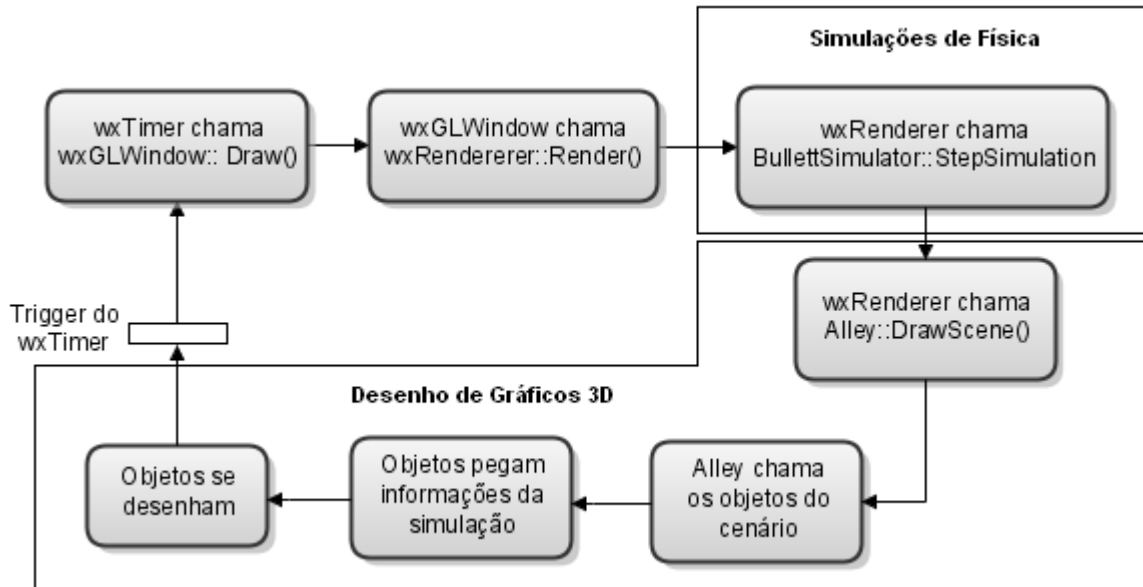 Simulações de Física
wxTimer chama
wxGLWindow:: Draw()
wxGLWindow chama
wxRendererer::Render()
wxRenderer chama
BullettSimulator::StepSimulation
wxRenderer chama
Alley::DrawScene()
Trigger do
wxTimer
Desenho de Gráficos 3D
Alley chama
os objetos do
cenário
Objetos pegam
informações da
simulação
Objetos se
desenham